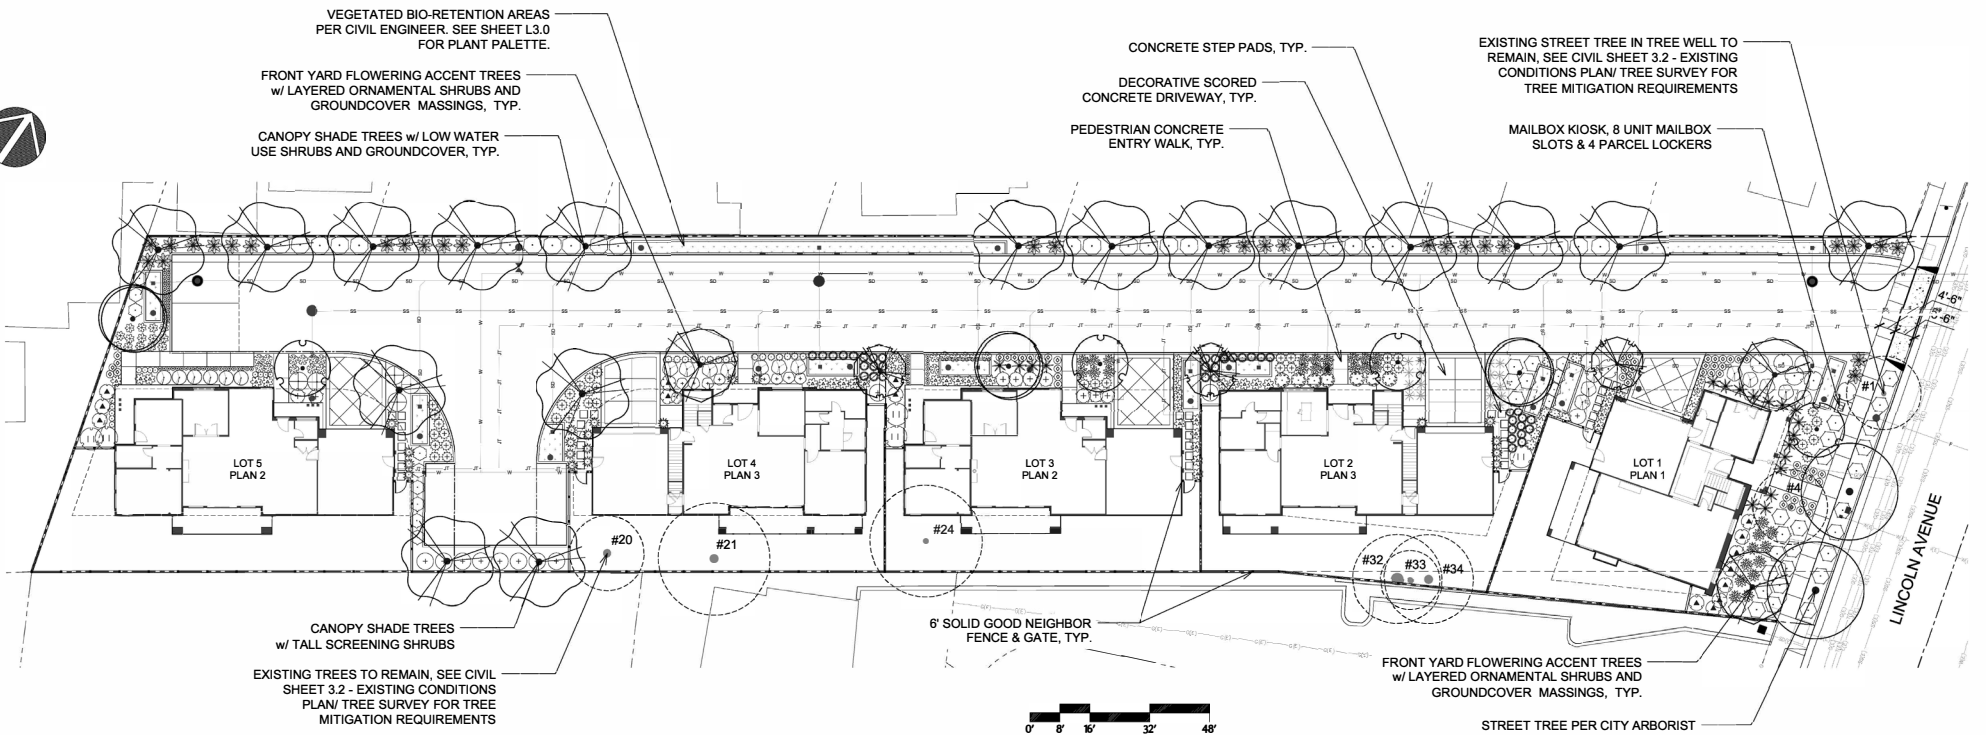 VEGETATED BIO-RETENTION AREAS
PER CIVIL ENGINEER. SEE SHEET L3.0
FOR PLANT PALETTE.
FRONT YARD FLOWERING ACCENT TREES
w/ LAYERED ORNAMENTAL SHRUBS AND
GROUNDCOVER MASSINGS, TYP.
CANOPY SHADE TREES w/ LOW WATER
USE SHRUBS AND GROUNDCOVER, TYP.
CONCRETE STEP PADS, TYP.
DECORATIVE SCORED
CONCRETE DRIVEWAY, TYP.
PEDESTRIAN CONCRETE
ENTRY WALK, TYP.
EXISTING STREET TREE IN TREE WELL TO
REMAIN, SEE CIVIL SHEET 3.2 - EXISTING
CONDITIONS PLAN/ TREE SURVEY FOR
TREE MITIGATION REQUIREMENTS
MAILBOX KIOSK, 8 UNIT MAILBOX
SLOTS & 4 PARCEL LOCKERS
4'-6"
#1
LOT 5
PLAN 2
LOT 4
PLAN 3
LOT 3
PLAN 2
LOT 2
PLAN 3
LOT 1
PLAN 1
#4
#20
#21
#24
#32
#33
#34
LINCOLN AVENUE
CANOPY SHADE TREES
w/ TALL SCREENING SHRUBS
EXISTING TREES TO REMAIN, SEE CIVIL
SHEET 3.2 - EXISTING CONDITIONS
PLAN/ TREE SURVEY FOR TREE
MITIGATION REQUIREMENTS
6' SOLID GOOD NEIGHBOR
FENCE & GATE, TYP.
FRONT YARD FLOWERING ACCENT TREES
w/ LAYERED ORNAMENTAL SHRUBS AND
GROUNDCOVER MASSINGS, TYP.
STREET TREE PER CITY ARBORIST
0' 8' 16' 32' 48'